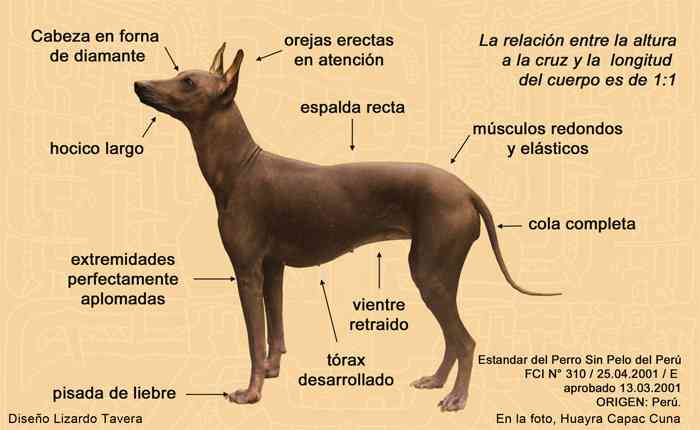 Cabeza en forna
de diamante
orejas erectas
en atención
La relación entre la altura
a la cruz y la longitud
del cuerpo es de 1:1
espalda recta
hocico largo
músculos redondos
y elásticos
cola completa
extremidades
perfectamente
aplomadas
vientre
retraido
tórax
desarrollado
pisada de liebre
Estandar del Perro Sin Pelo del Perú
FCI N° 310 / 25.04.2001 / E
aprobado 13.03.2001
ORIGEN: Perú.
Diseño Lizardo Tavera
En la foto, Huayra Capac Cuna